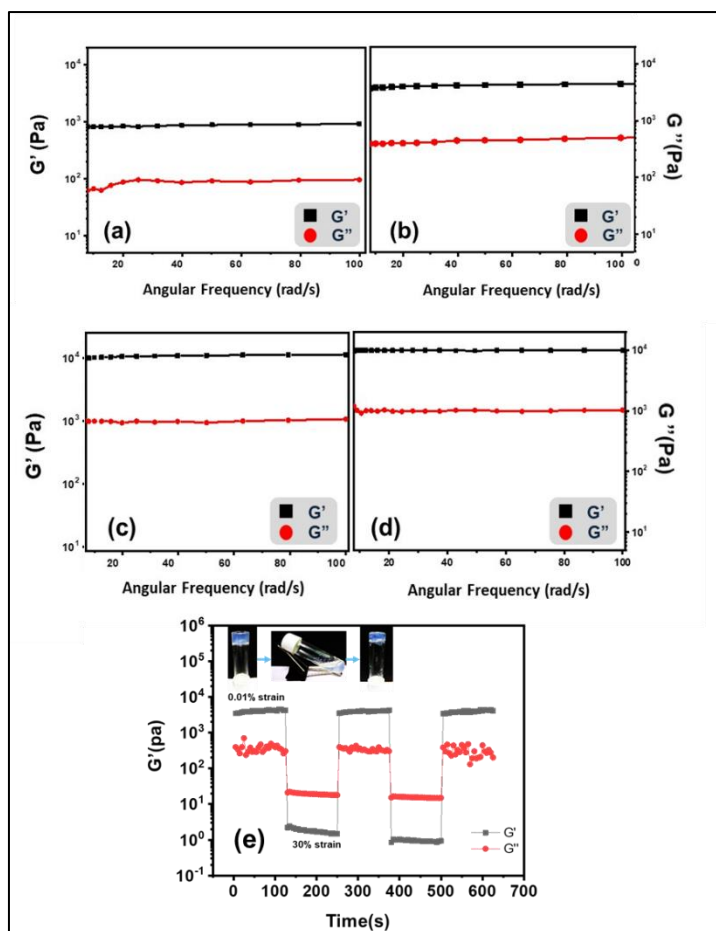 10⁴
10³
10²
10¹
G' (Pa)
(a)
G'
G''
20
40
60
80
100
Angular Frequency (rad/s)
10⁴
10³
10²
10¹
0
G ''(Pa)
(b)
G'
G''
20
40
60
80
100
Angular Frequency (rad/s)
10⁴
10³
10²
10¹
G' (Pa)
(c)
G'
G''
20
40
60
80
100
Angular Frequency (rad/s)
10⁴
10³
10²
10¹
G ''(Pa)
(d)
G'
G''
20
40
60
80
100
Angular Frequency (rad/s)
10⁶
10⁵
10⁴
10³
10²
10¹
10⁰
10⁻¹
G'(pa)
0.01% strain
30% strain
(e)
G'
G''
0 100 200 300 400 500 600 700
Time(s)